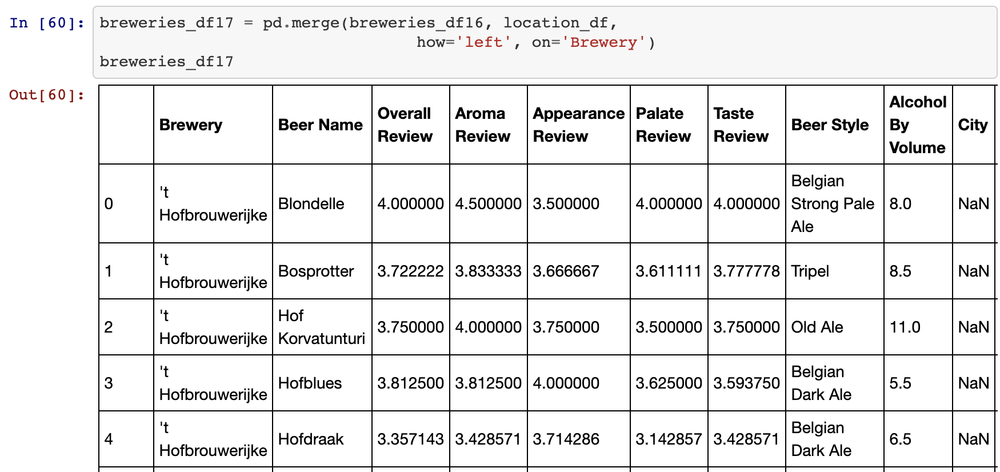 In [60]: breweries_df17 = pd.merge(breweries_df16, location_df,
how='left', on='Brewery')
breweries_df17
Out[60]:
Brewery Beer Name Overall Review Aroma Review Appearance Review Palate Review Taste Review Beer Style Alcohol By Volume City
0 't Hofbrouwerijke Blondelle 4.000000 4.500000 3.500000 4.000000 4.000000 Belgian Strong Pale Ale 8.0 NaN
1 't Hofbrouwerijke Bosprotter 3.722222 3.833333 3.666667 3.611111 3.777778 Tripel 8.5 NaN
2 't Hofbrouwerijke Hof Korvatunturi 3.750000 4.000000 3.750000 3.500000 3.750000 Old Ale 11.0 NaN
3 't Hofbrouwerijke Hofblues 3.812500 3.812500 4.000000 3.625000 3.593750 Belgian Dark Ale 5.5 NaN
4 't Hofbrouwerijke Hofdraak 3.357143 3.428571 3.714286 3.142857 3.428571 Belgian Dark Ale 6.5 NaN